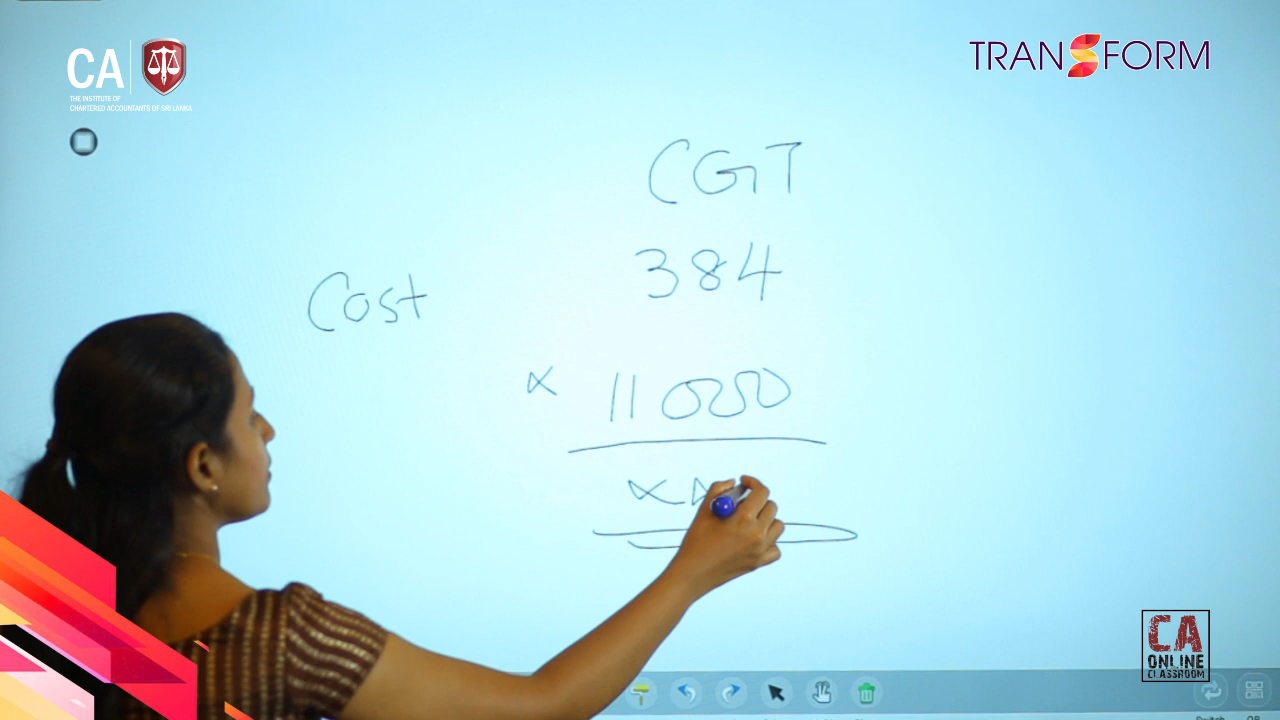 CA
THE INSTITUTE OF
CHARTERED ACCOUNTANTS OF SRI LANKA
TRANSFORM
CGT
384
Cost
x 11000
CA
ONLINE
CLASSROOM